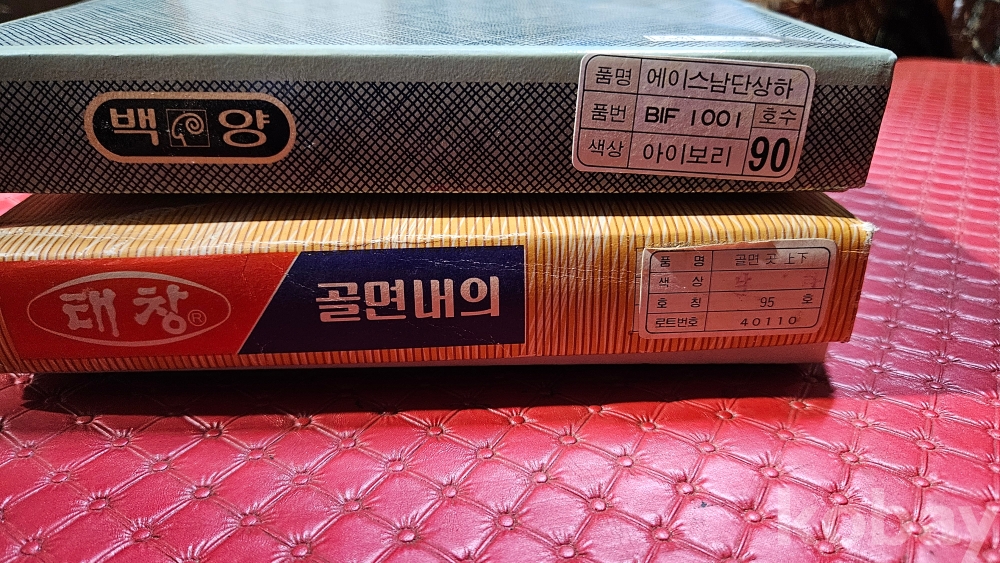 백 양
품명 에이스남단상하
품번 BIF 1001 호수
색상 아이보리 90
태창®
골면내의
품 명 골면 곳 上下
색 상
호 칭 95 호
로트번호 40110
kobay